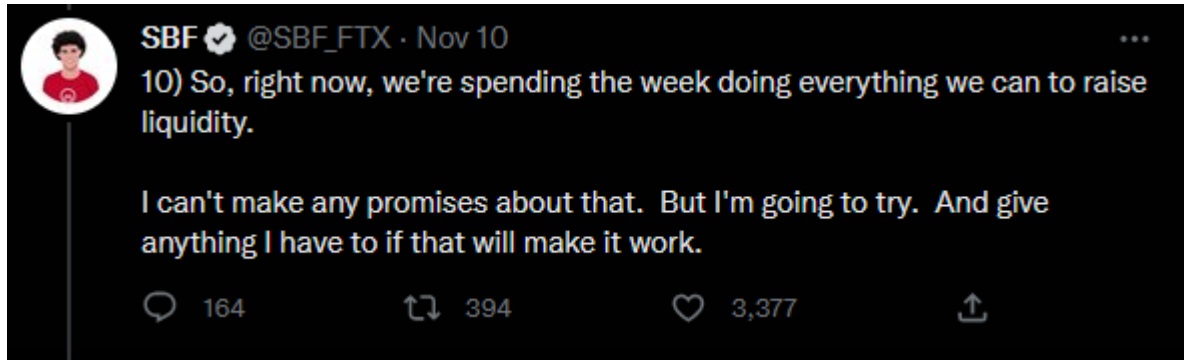 SBF @SBF_FTX · Nov 10
10) So, right now, we're spending the week doing everything we can to raise
liquidity.
I can't make any promises about that.  But I'm going to try.  And give
anything I have to if that will make it work.
164 394 3,377